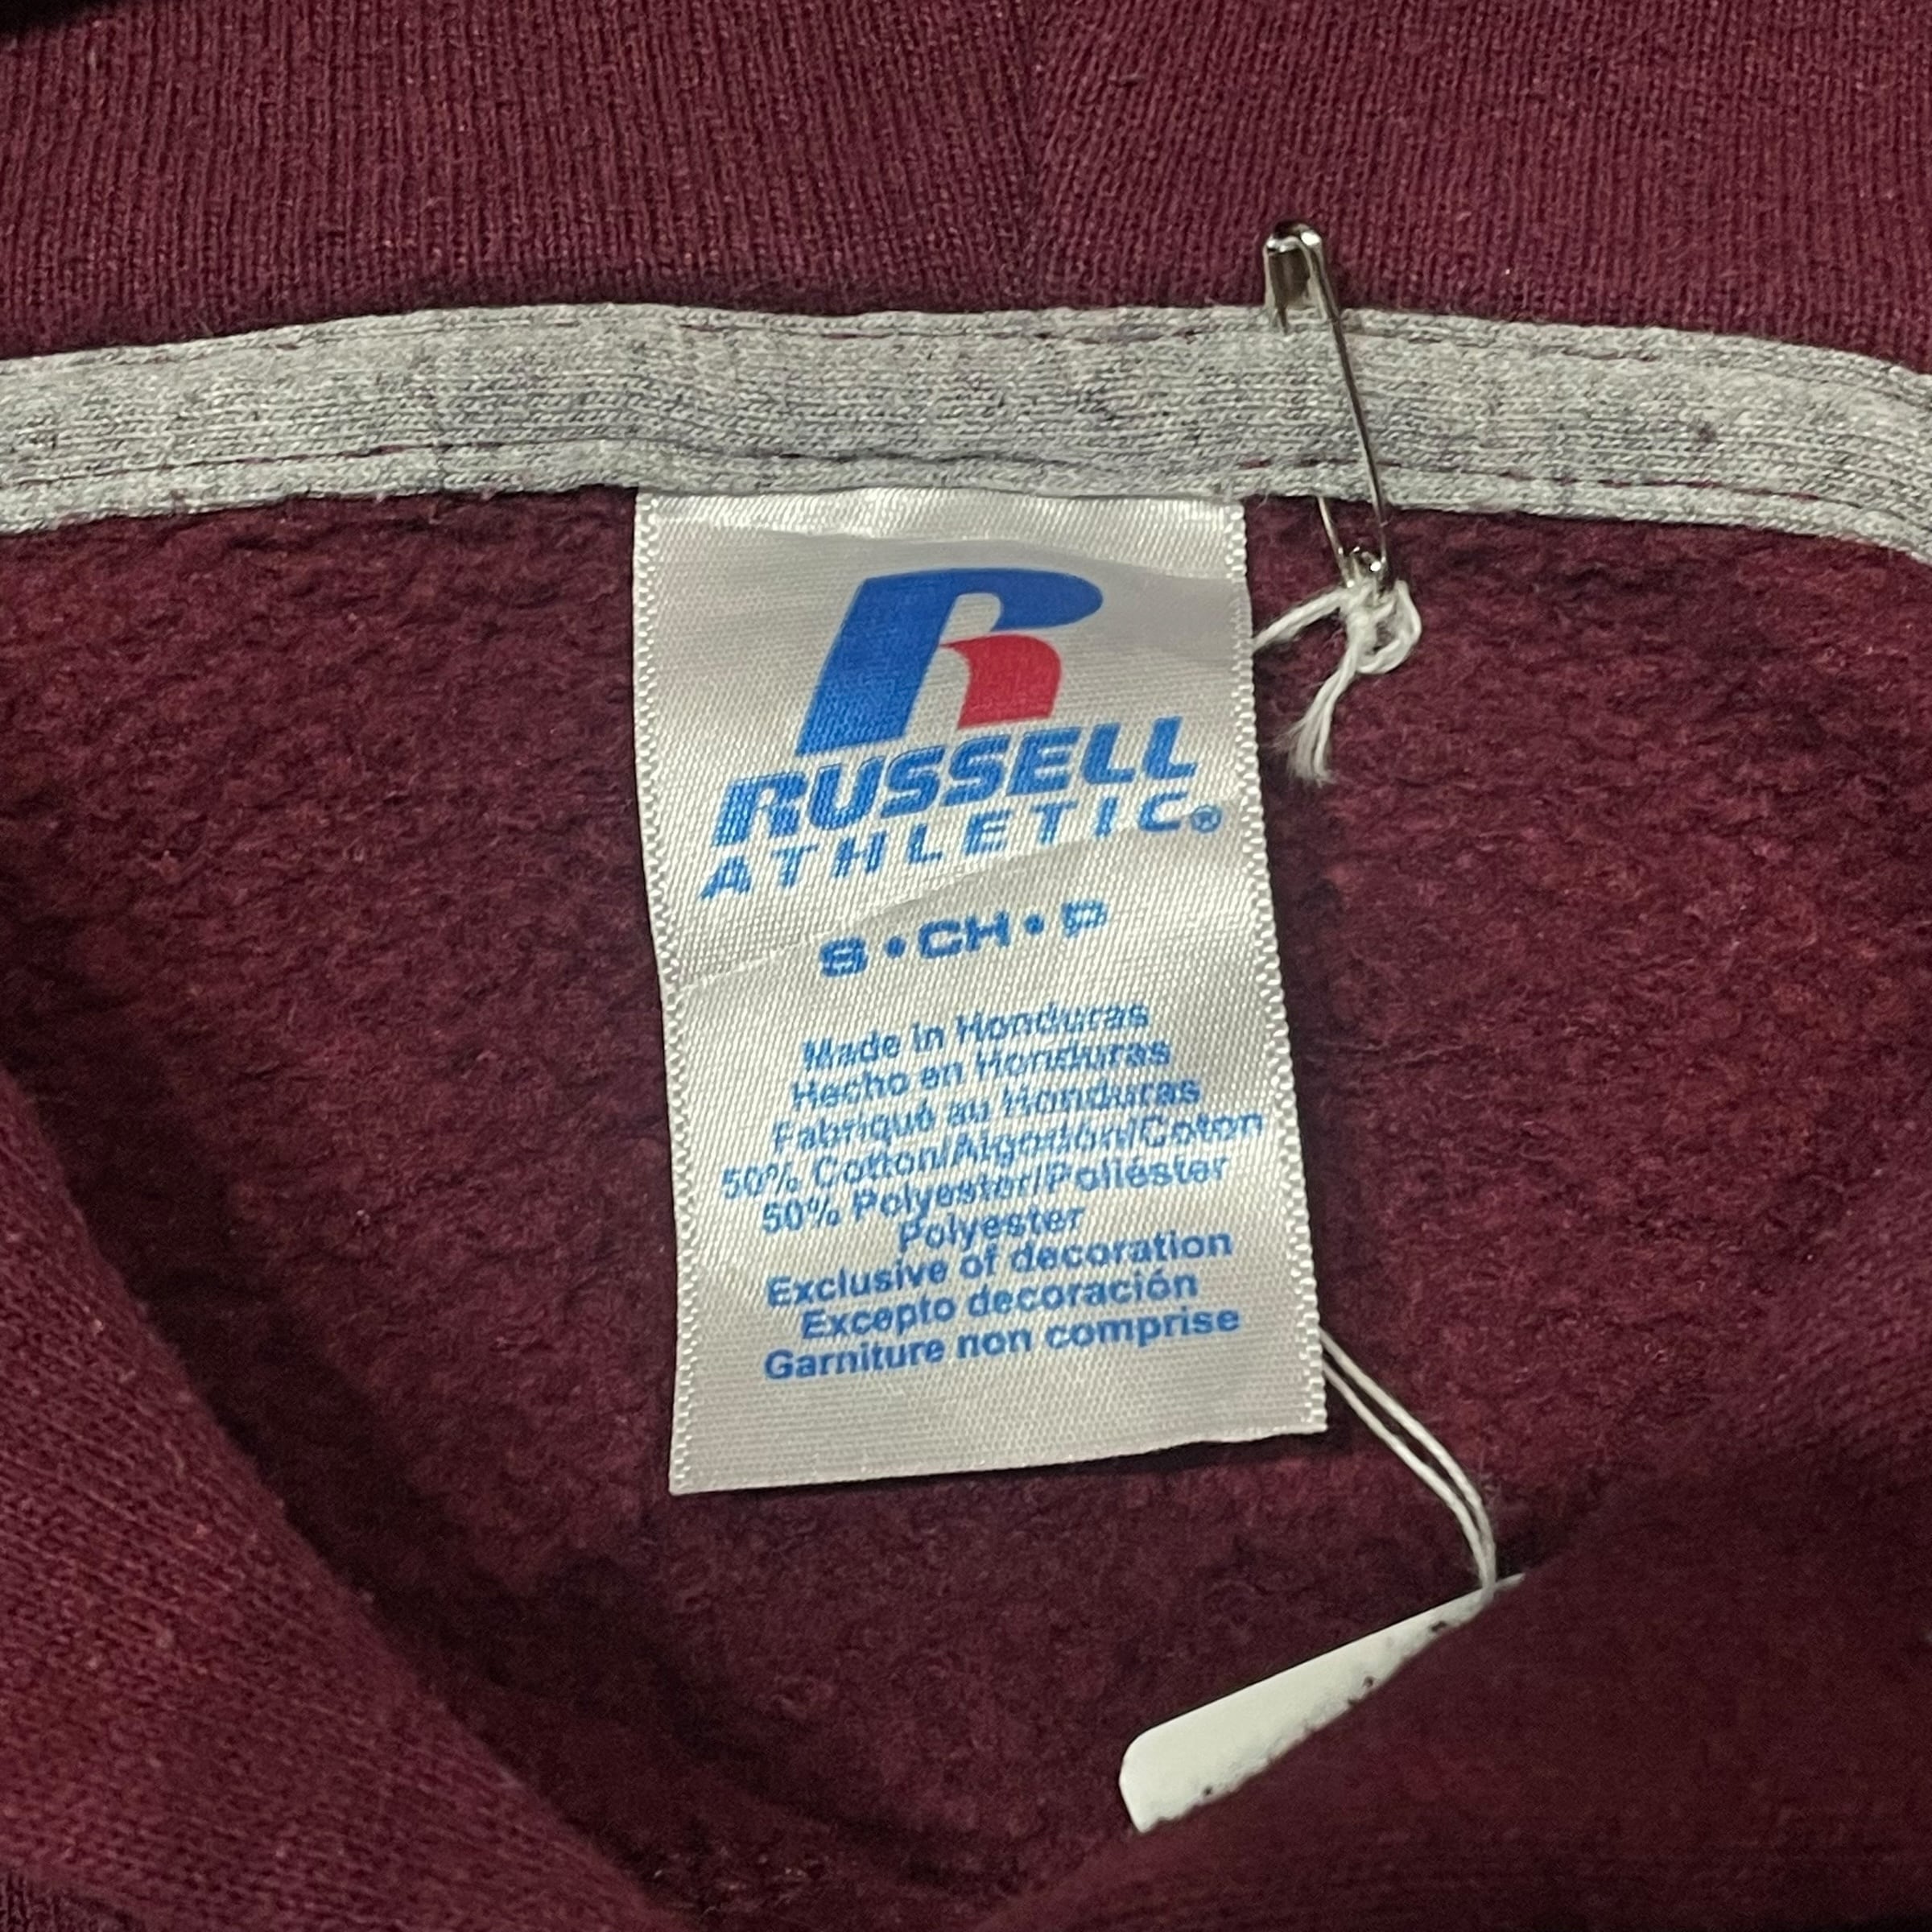 R
RUSSELL
ATHLETIC®
S•CH•P
Made in Honduras
Hecho en Honduras
Fabriqué au Honduras
50% Cotton/Algodón/Coton
50% Polyester/Poliéster
Polyester
Exclusive of decoration
Excepto decoración
Garniture non comprise